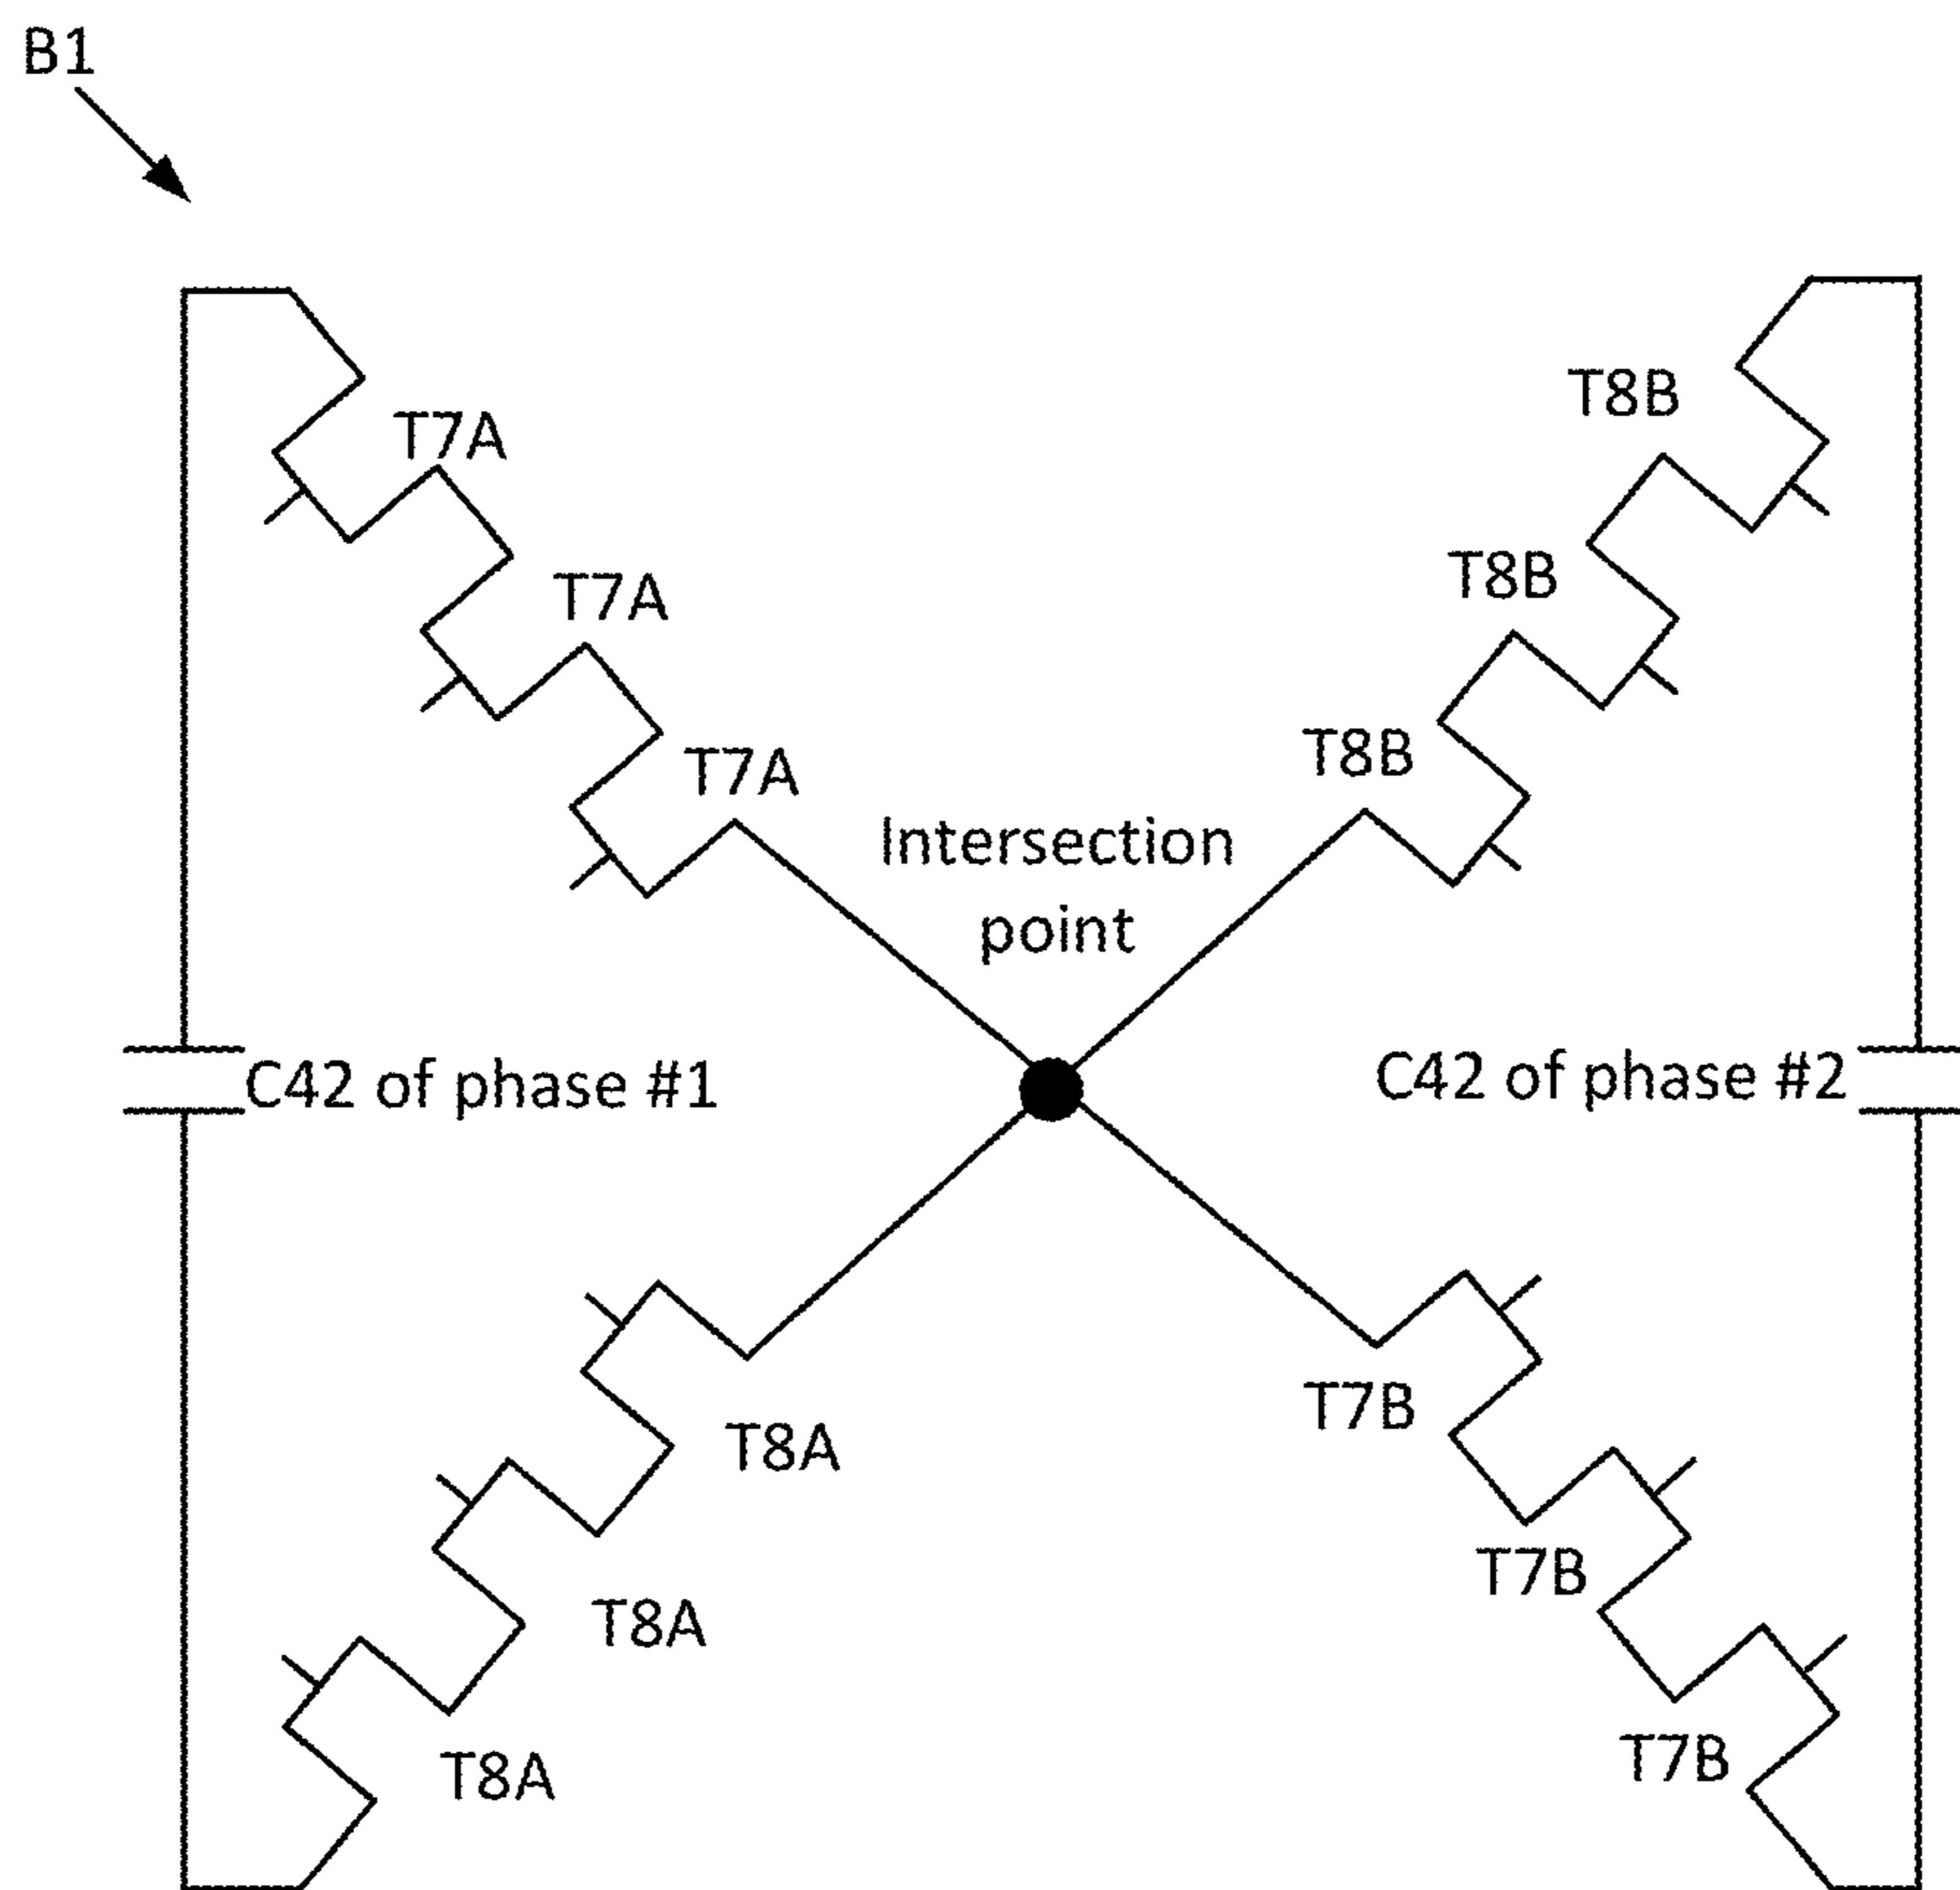 B1
T8B
T7A
T8B
T7A
T8B
T7A
Intersection
point
C42 of phase #1
C42 of phase #2
T7B
T8A
T7B
T8A
T7B
T8A